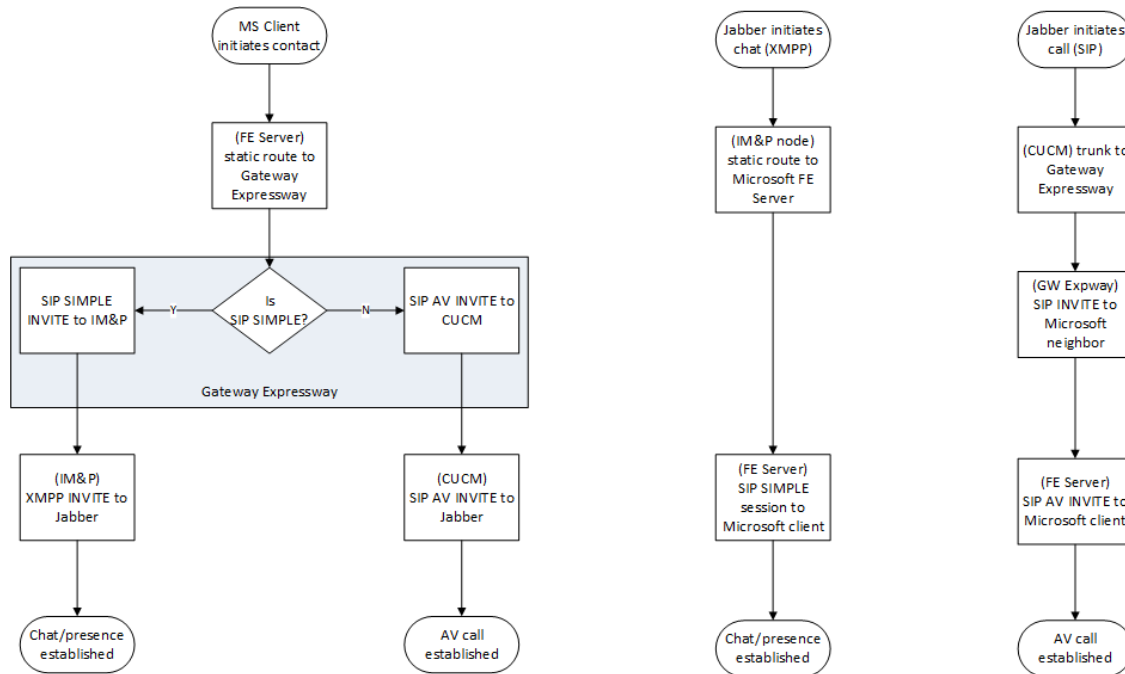 MS Client
initiates contact
(FE Server)
static route to
Gateway
Expressway
Is
SIP SIMPLE?
Y
N
SIP SIMPLE
INVITE to IM&P
SIP AV INVITE to
CUCM
Gateway Expressway
(IM&P)
XMPP INVITE to
Jabber
(CUCM)
SIP AV INVITE to
Jabber
Chat/presence
established
AV call
established
Jabber initiates
chat (XMPP)
(IM&P node)
static route to
Microsoft FE
Server
(FE Server)
SIP SIMPLE
session to
Microsoft client
Chat/presence
established
Jabber initiates
call (SIP)
(CUCM) trunk to
Gateway
Expressway
(GW Expway)
SIP INVITE to
Microsoft
neighbor
(FE Server)
SIP AV INVITE to
Microsoft client
AV call
established